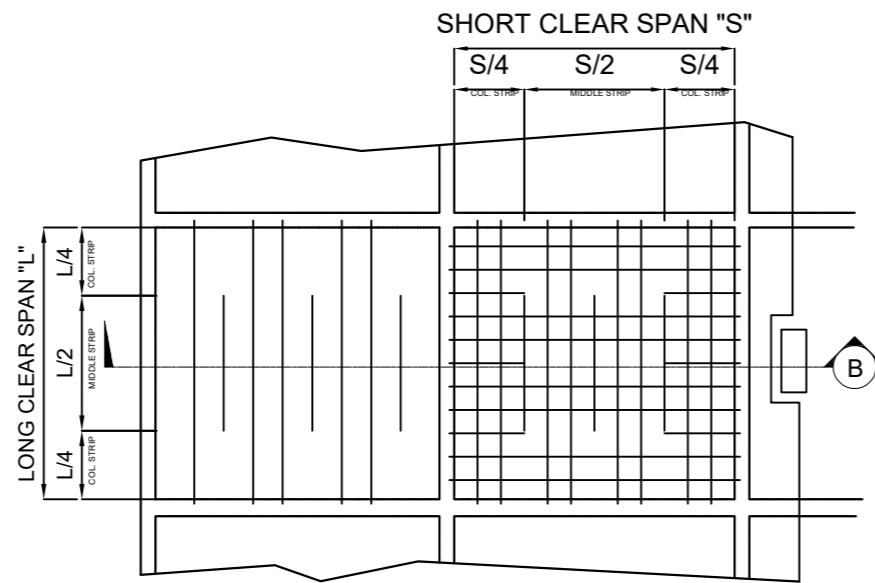 SHORT CLEAR SPAN "S"
S/4 S/2 S/4
COL. STRIP MIDDLE STRIP COL. STRIP
LONG CLEAR SPAN "L"
L/4
COL. STRIP
L/2
MIDDLE STRIP
L/4
COL. STRIP
B